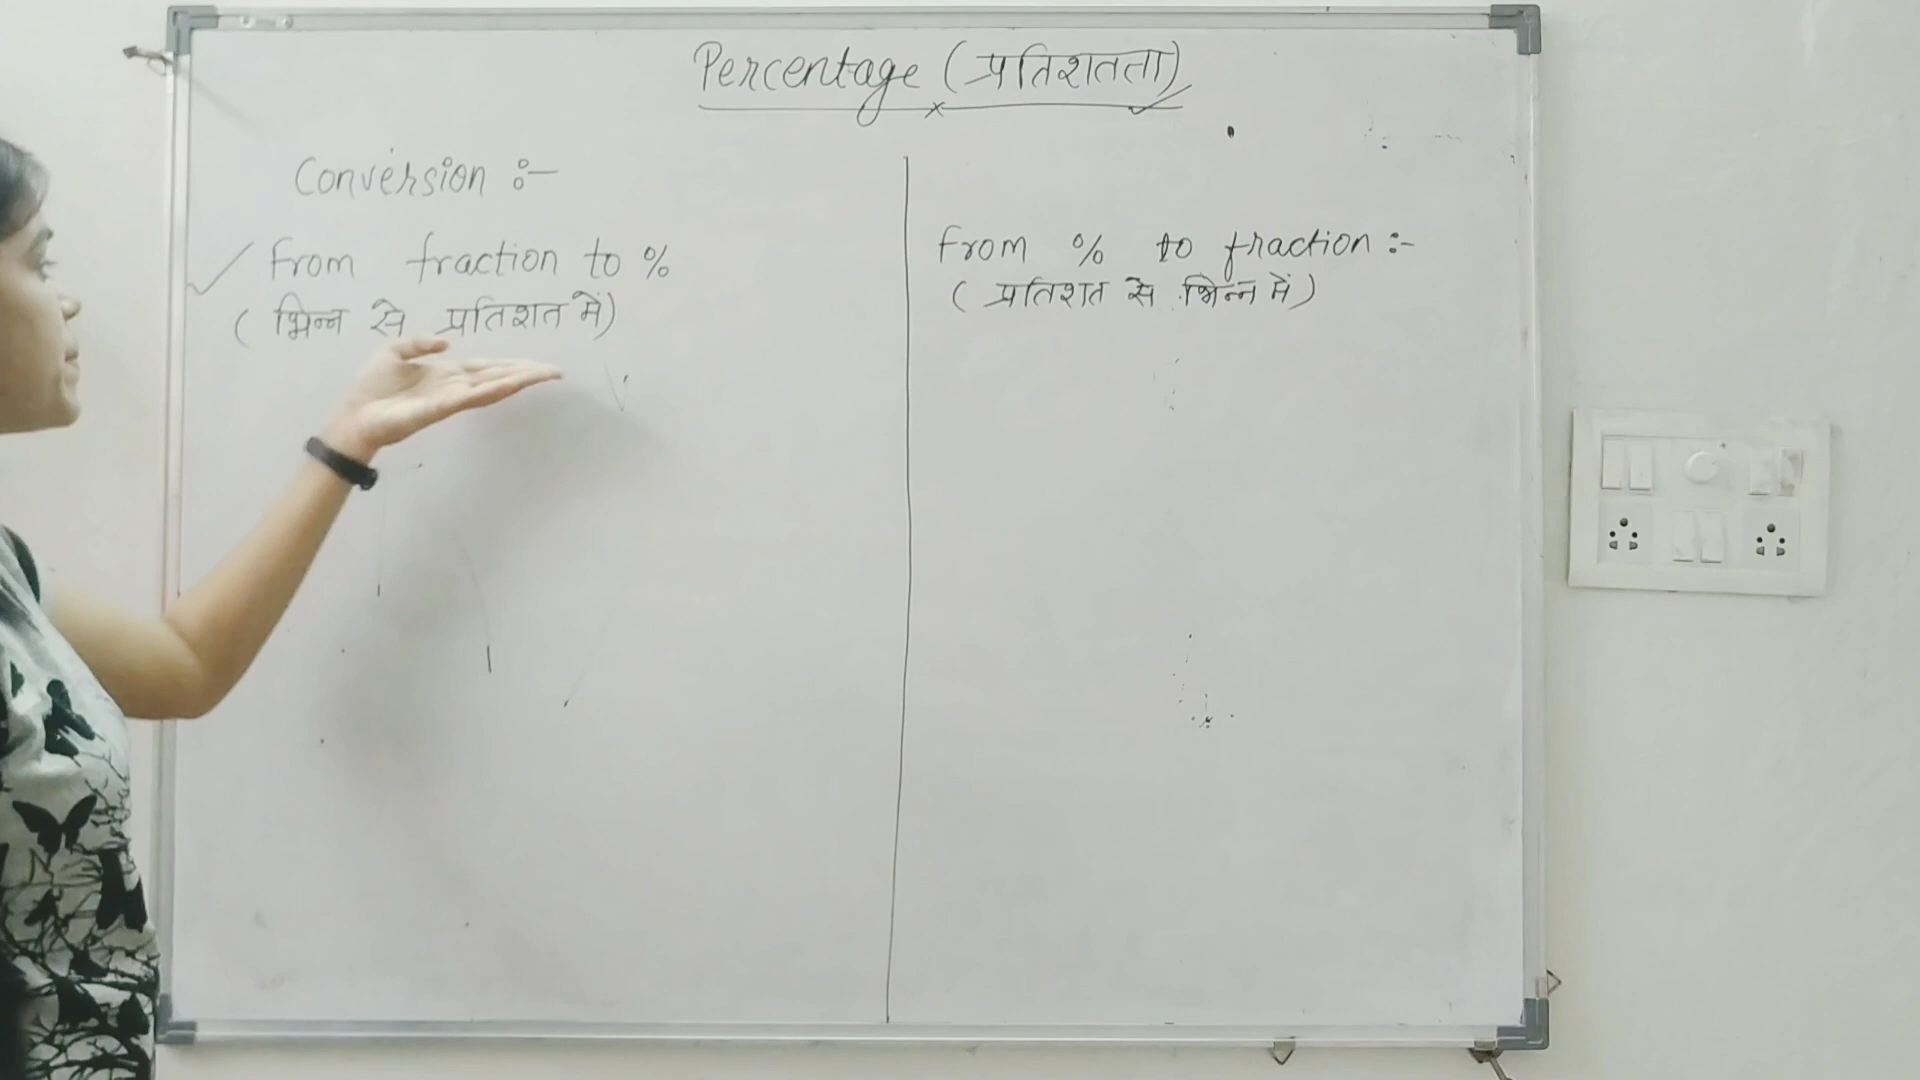 Percentage (प्रतिशतता)
Conversion :-
From fraction to %
(भिन्न से प्रतिशत में)
From % to fraction :-
(प्रतिशत से भिन्न में)